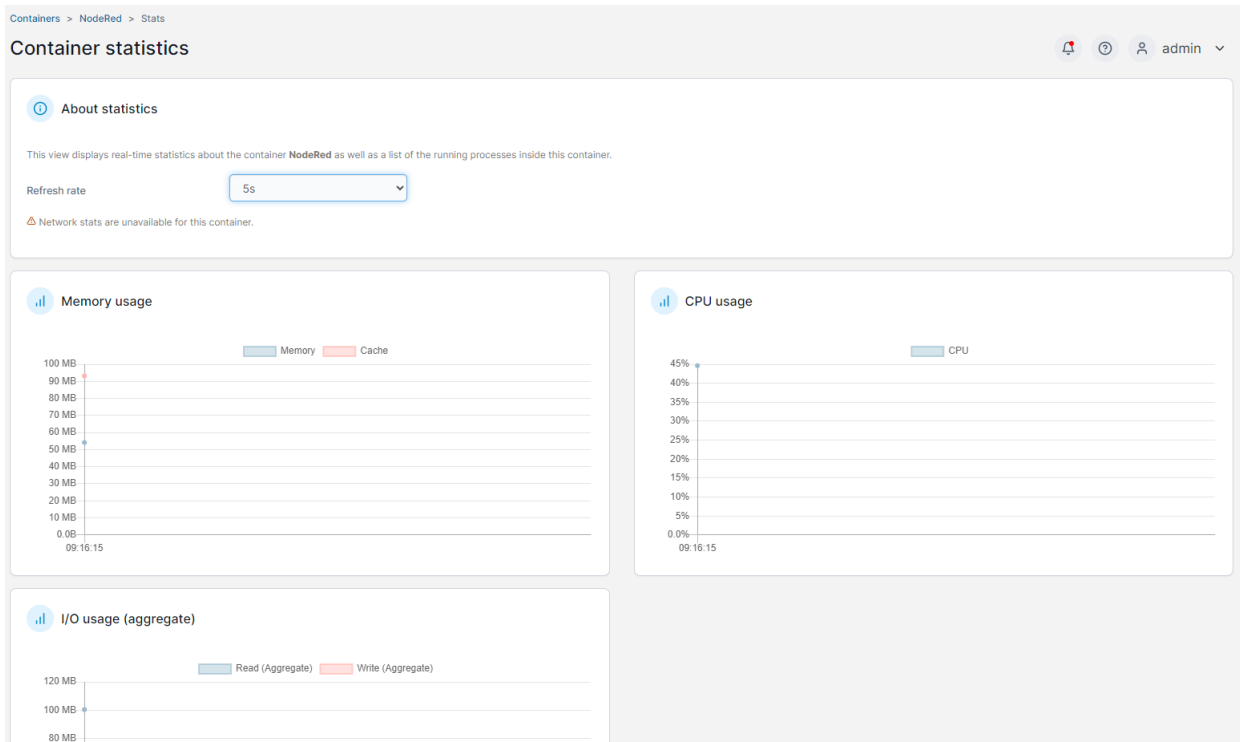 Containers > NodeRed > Stats
Container statistics
admin
About statistics
This view displays real-time statistics about the container NodeRed as well as a list of the running processes inside this container.
Refresh rate
5s
Network stats are unavailable for this container.
Memory usage
Memory Cache
100 MB
90 MB
80 MB
70 MB
60 MB
50 MB
40 MB
30 MB
20 MB
10 MB
0.0B
09:16:15
CPU usage
CPU
45%
40%
35%
30%
25%
20%
15%
10%
5%
0.0%
09:16:15
I/O usage (aggregate)
Read (Aggregate) Write (Aggregate)
120 MB
100 MB
80 MB